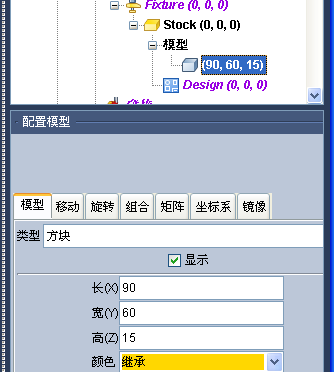 Fixture (0, 0, 0)
Stock (0, 0, 0)
模型
(90, 60, 15)
Design (0, 0, 0)
配置模型
模型 移动 旋转 组合 矩阵 坐标系 镜像
类型 方块
显示
长(X) 90
宽(Y) 60
高(Z) 15
颜色 继承